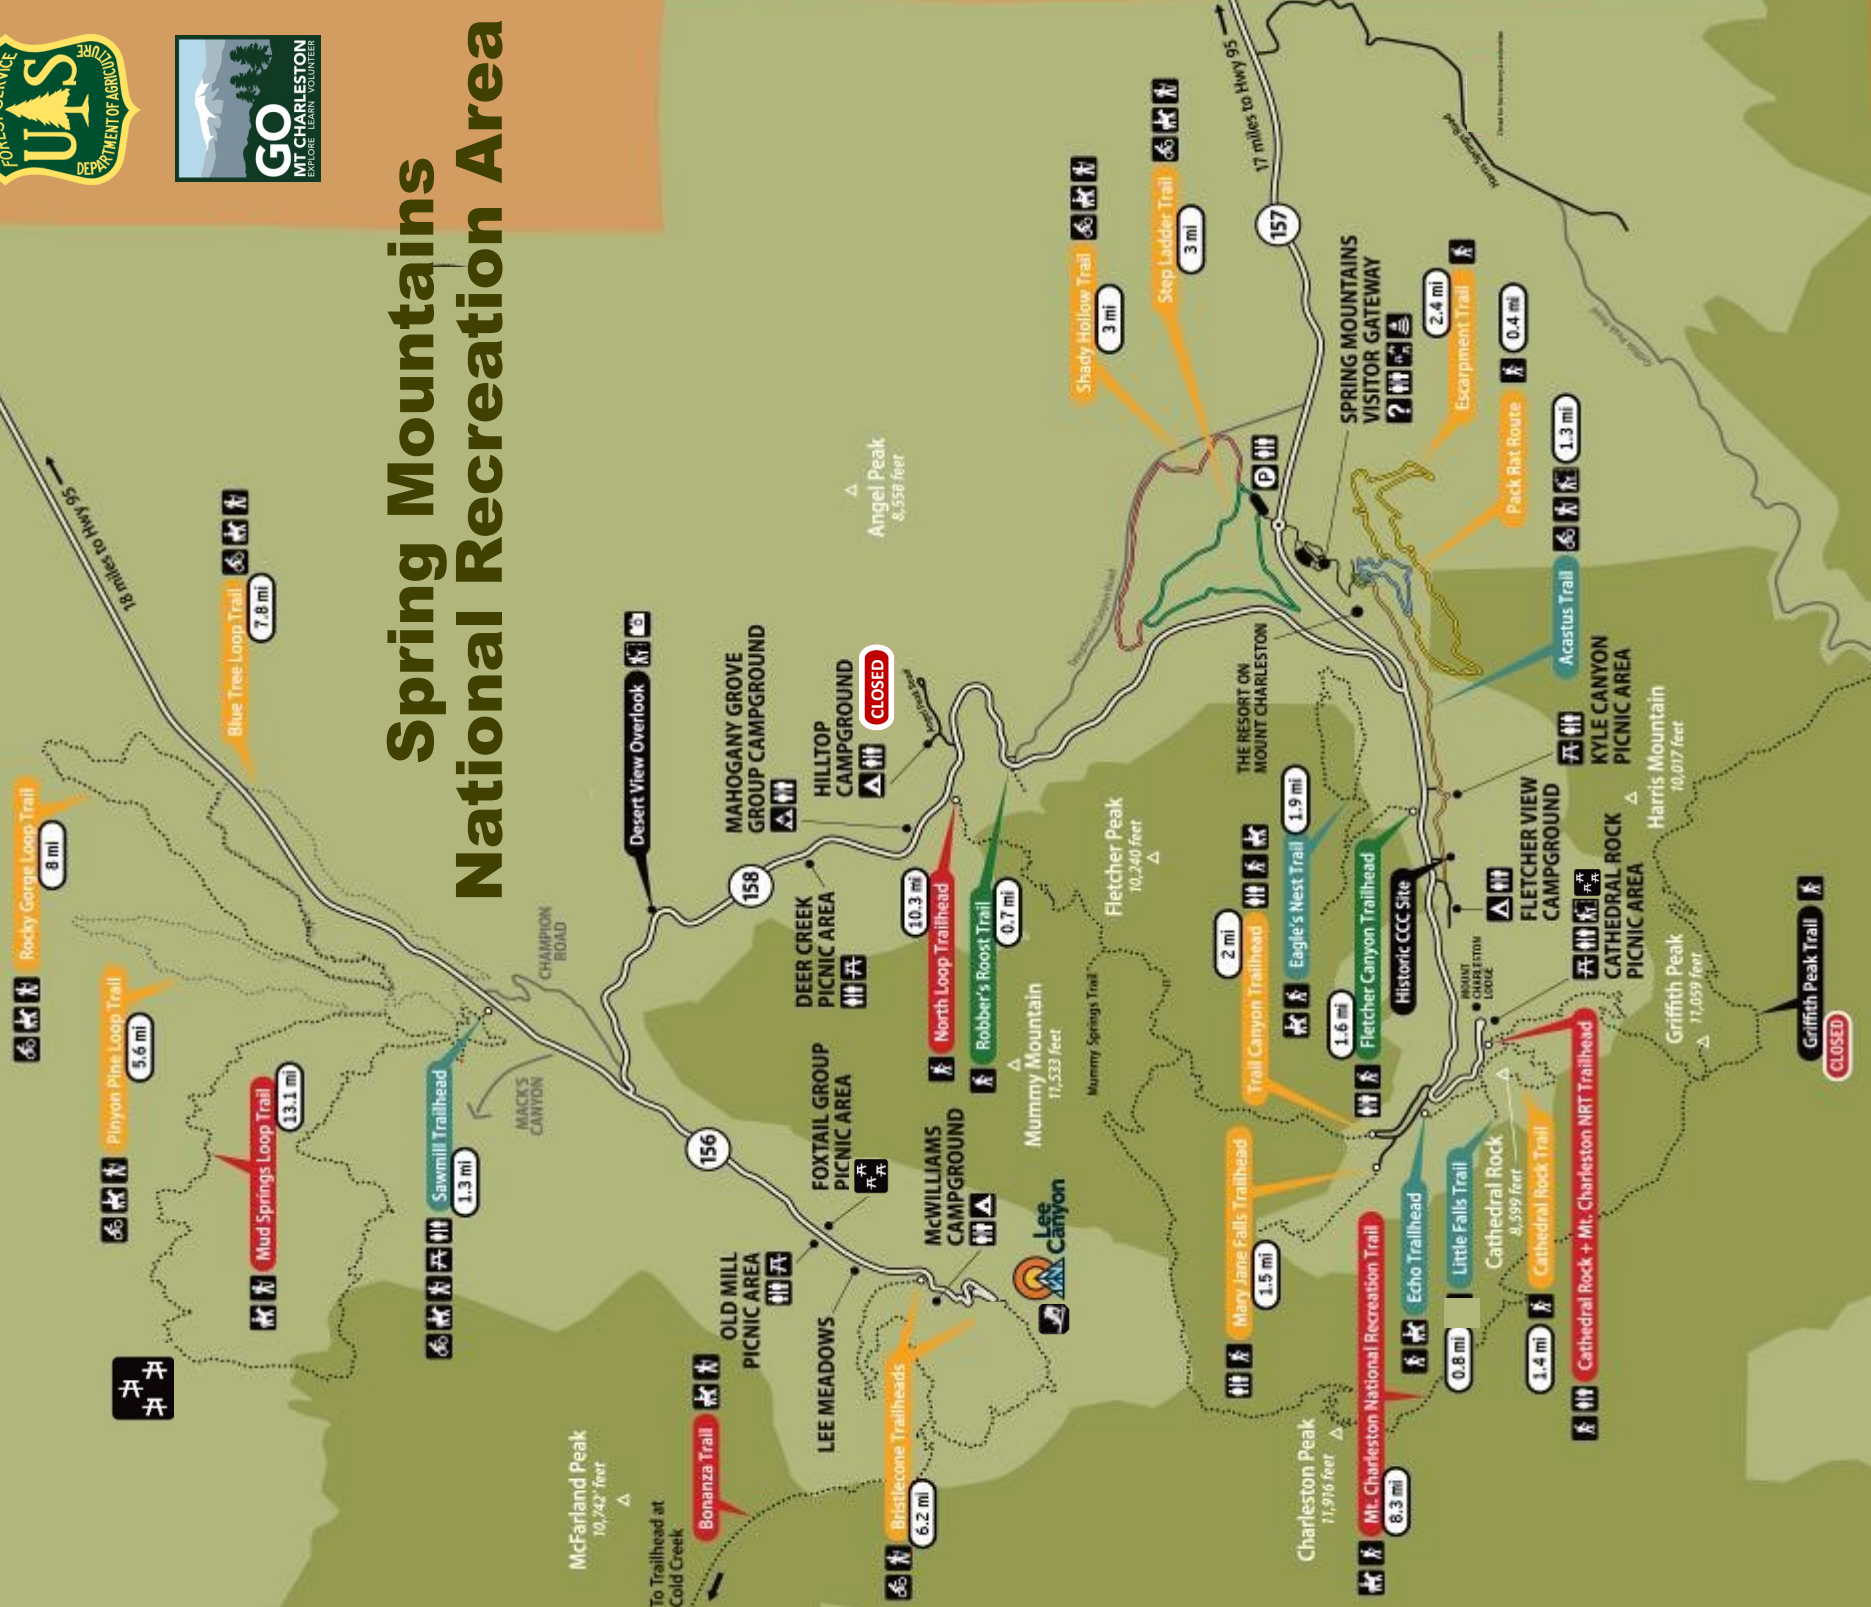 FOREST SERVICE
U S
DEPARTMENT OF AGRICULTURE
GO
MT CHARLESTON
EXPLORE LEARN VOLUNTEER
Spring Mountains
National Recreation Area
18 miles to Hwy 95
Rocky Gorge Loop Trail
8 mi
Blue Tree Loop Trail
7.8 mi
Pinyon Pine Loop Trail
5.6 mi
Mud Springs Loop Trail
13.1 mi
Sawmill Trailhead
1.3 mi
MACK'S
CANYON
CHAMPION
ROAD
Desert View Overlook
158
156
MAHOGANY GROVE
GROUP CAMPGROUND
HILLTOP
CAMPGROUND
CLOSED
Angel Peak Road
Angel Peak
8,558 feet
DEER CREEK
PICNIC AREA
10.3 mi
North Loop Trailhead
Robber's Roost Trail
0.7 mi
FOXTAIL GROUP
PICNIC AREA
OLD MILL
PICNIC AREA
LEE MEADOWS
McWILLIAMS
CAMPGROUND
Lee
Canyon
Bristlecone Trailheads
6.2 mi
Bonanza Trail
McFarland Peak
10,742' feet
To Trailhead at
Cold Creek
Mummy Mountain
11,533 feet
Mummy Springs Trail
Fletcher Peak
10,240 feet
Shady Hollow Trail
3 mi
Step Ladder Trail
3 mi
17 miles to Hwy 95
157
Harris Springs Road
P
SPRING MOUNTAINS
VISITOR GATEWAY
?
2.4 mi
Escarpment Trail
Pack Rat Route
0.4 mi
1.3 mi
Acastus Trail
THE RESORT ON
MOUNT CHARLESTON
KYLE CANYON
PICNIC AREA
Harris Mountain
10,017 feet
Griffith Peak Road
1.9 mi
Eagle's Nest Trail
2 mi
Trail Canyon Trailhead
1.6 mi
Fletcher Canyon Trailhead
Historic CCC Site
FLETCHER VIEW
CAMPGROUND
MOUNT
CHARLESTON
LODGE
CATHEDRAL ROCK
PICNIC AREA
Griffith Peak
11,059 feet
Griffith Peak Trail
CLOSED
Mary Jane Falls Trailhead
1.5 mi
Echo Trailhead
Little Falls Trail
0.8 mi
Cathedral Rock
8,599 feet
Cathedral Rock Trail
1.4 mi
Cathedral Rock + Mt. Charleston NRT Trailhead
Mt. Charleston National Recreation Trail
8.3 mi
Charleston Peak
11,916 feet